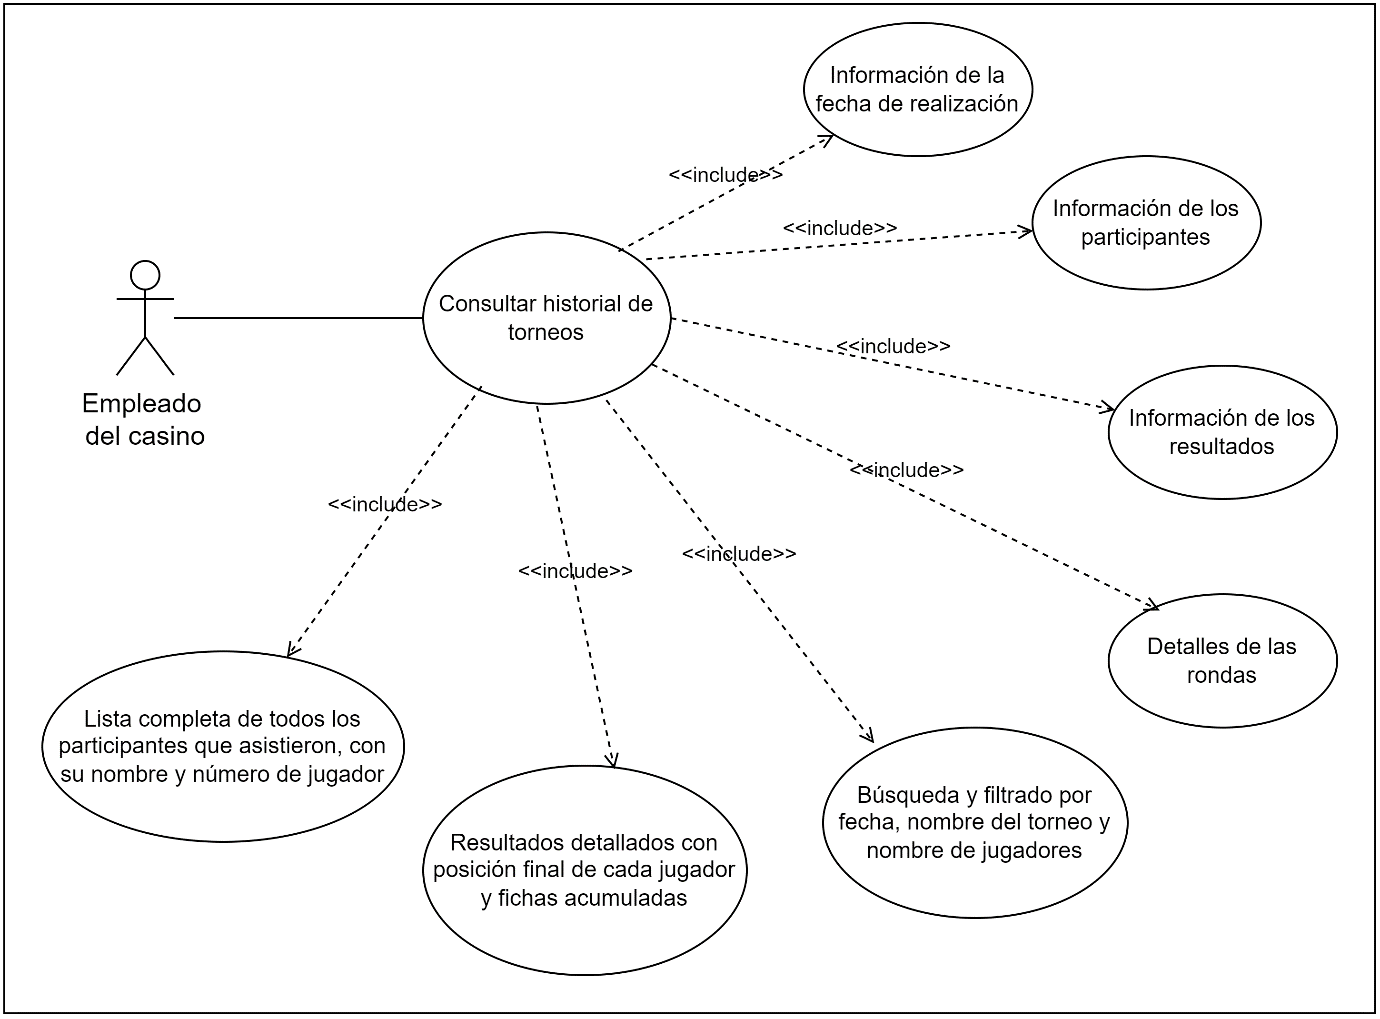 Información de la
fecha de realización
<<include>>
Información de los
participantes
<<include>>
Consultar historial de
torneos
<<include>>
Empleado
del casino
Información de los
resultados
<<include>>
<<include>>
<<include>>
<<include>>
Detalles de las
rondas
Lista completa de todos los
participantes que asistieron, con
su nombre y número de jugador
Resultados detallados con
posición final de cada jugador
y fichas acumuladas
Búsqueda y filtrado por
fecha, nombre del torneo y
nombre de jugadores